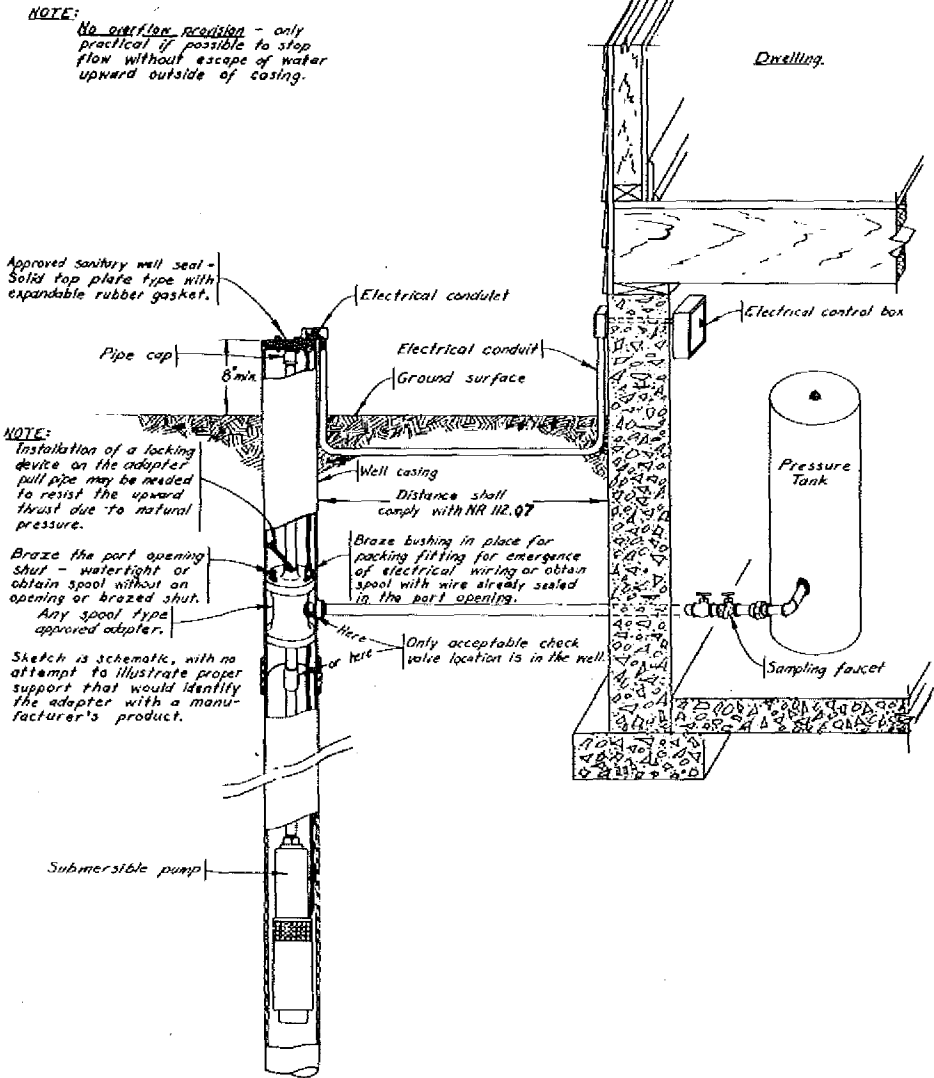 NOTE:
No overflow provision - only
practical if possible to stop
flow without escape of water
upward outside of casing.
Dwelling
Approved sanitary well seal -
Solid top plate type with
expandable rubber gasket.
Electrical condulet
Electrical control box
Pipe cap
Electrical conduit
8" min.
Ground surface
NOTE:
Installation of a locking
device on the adapter
pull pipe may be needed
to resist the upward
thrust due to natural
pressure.
Well casing
Pressure
Tank
Distance shall
comply with NR 112.07
Braze the port opening
shut - watertight or
obtain spool without an
opening or brazed shut.
Braze bushing in place for
packing fitting for emergence
of electrical wiring or obtain
spool with wire already sealed
in the port opening.
Any spool type
approved adapter.
Here
or here
Only acceptable check
valve location is in the well.
Sampling faucet
Sketch is schematic, with no
attempt to illustrate proper
support that would identify
the adapter with a manu-
facturer's product.
Submersible pump